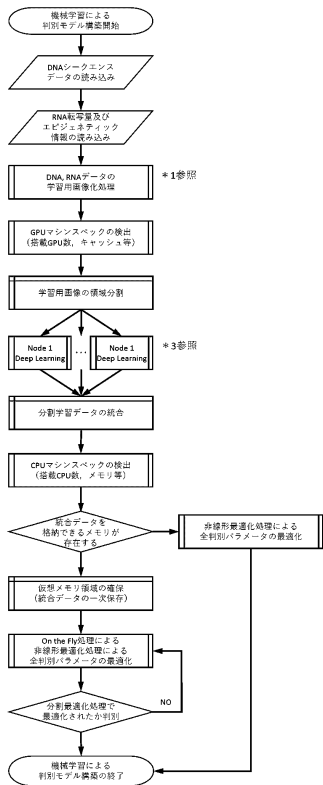 機械学習による
判別モデル構築開始
DNAシークエンス
データの読み込み
RNA転写量及び
エピジェネティック
情報の読み込み
DNA, RNAデータの
学習用画像化処理
＊1参照
GPUマシンスペックの検出
（搭載GPU数，キャッシュ等）
学習用画像の領域分割
Node 1
Deep Learning
…
Node 1
Deep Learning
＊3参照
分割学習データの統合
CPUマシンスペックの検出
（搭載CPU数，メモリ等）
統合データを
格納できるメモリが
存在する
非線形最適化処理による
全判別パラメータの最適化
仮想メモリ領域の確保
（統合データの一次保存）
On the Fly処理による
非線形最適化処理による
全判別パラメータの最適化
NO
分割最適化処理で
最適化されたか判別
機械学習による
判別モデル構築の終了